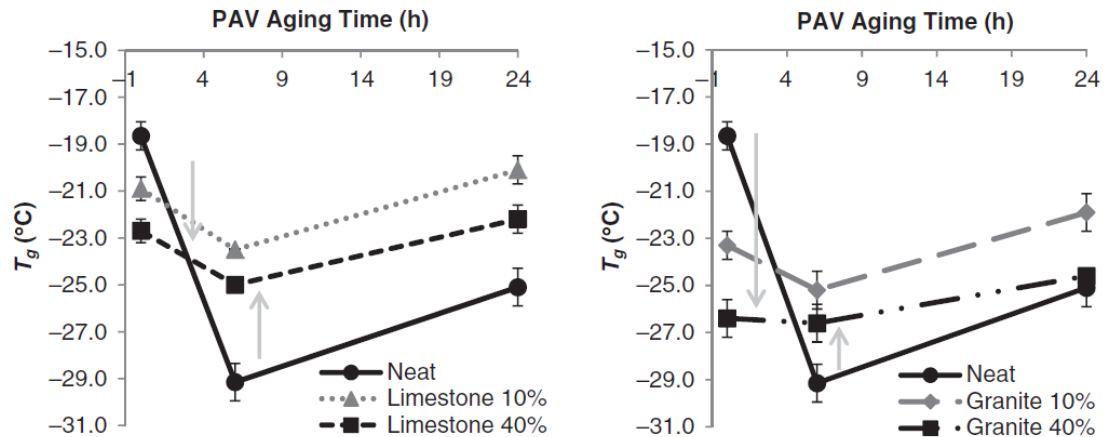 PAV Aging Time (h)
–15.0
–1 4 9 14 19 24
–17.0
–19.0
–21.0
–23.0
–25.0
–27.0
–29.0
–31.0
Tg (°C)
Neat
Limestone 10%
Limestone 40%
PAV Aging Time (h)
–15.0
–1 4 9 14 19 24
–17.0
–19.0
–21.0
–23.0
–25.0
–27.0
–29.0
–31.0
Tg (°C)
Neat
Granite 10%
Granite 40%